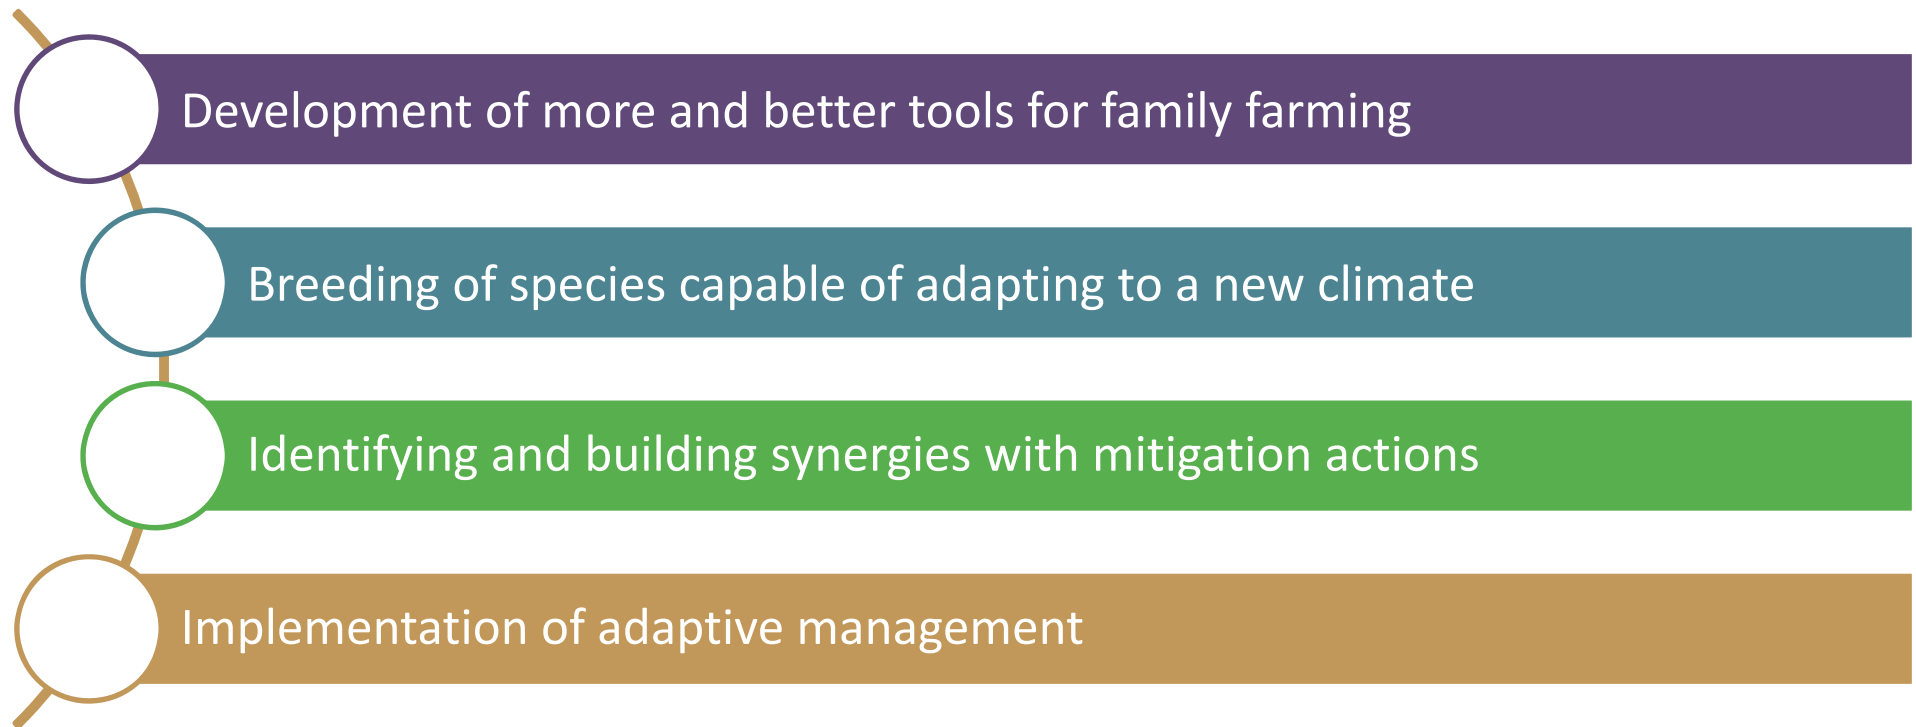 Development of more and better tools for family farming
Breeding of species capable of adapting to a new climate
Identifying and building synergies with mitigation actions
Implementation of adaptive management